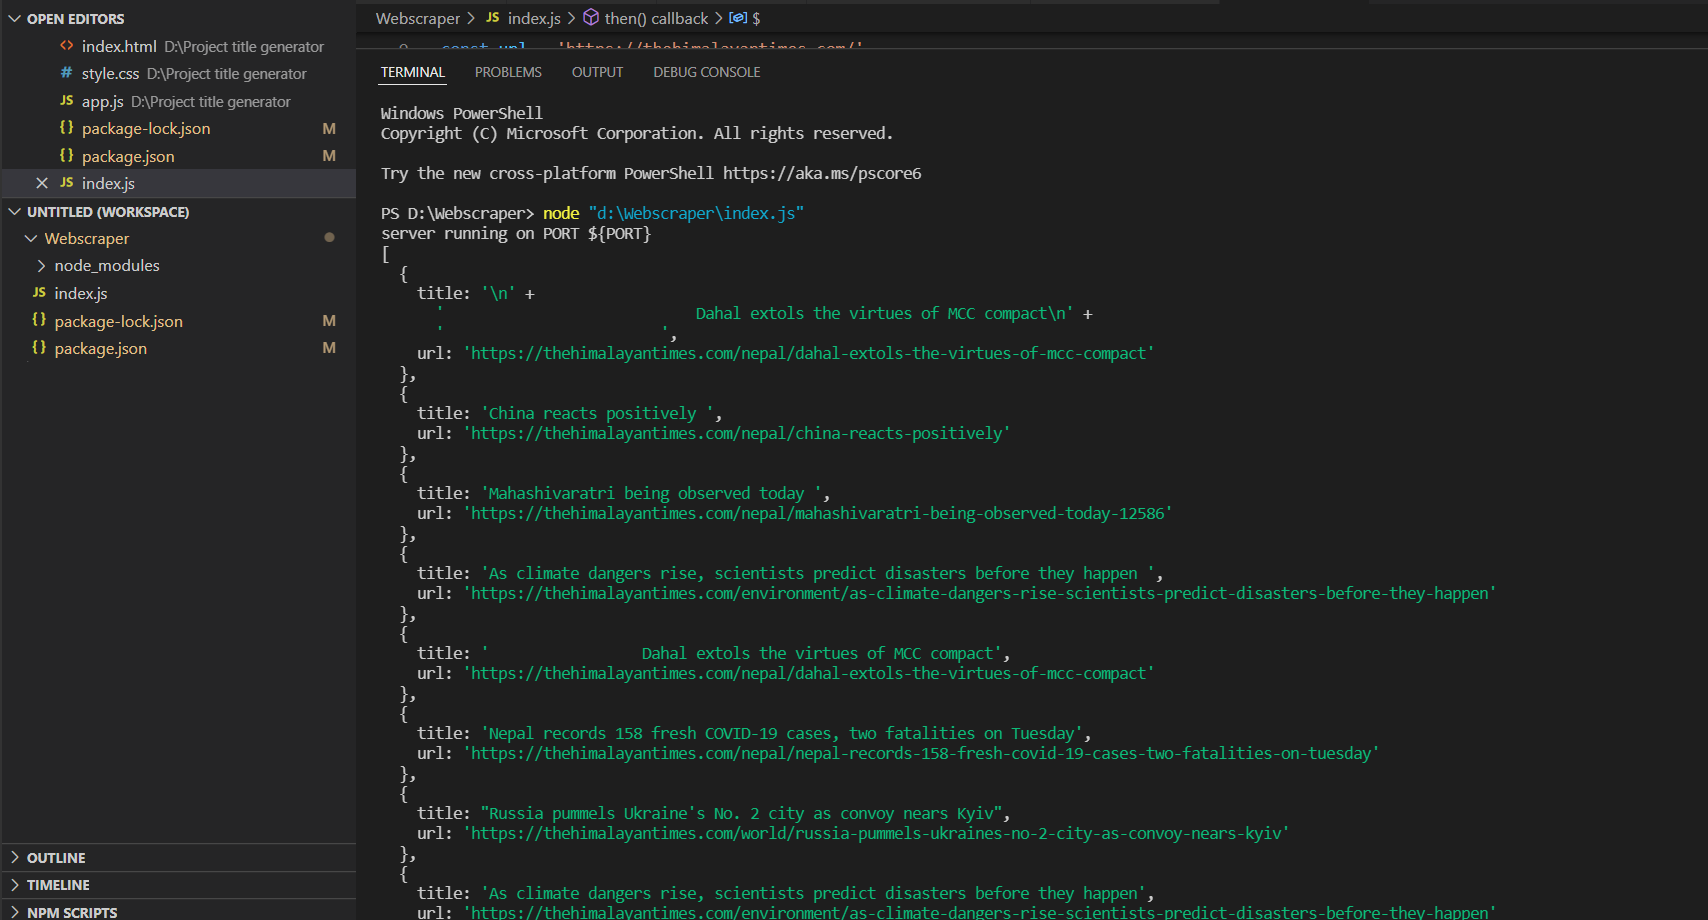 OPEN EDITORS
index.html D:\Project title generator
# style.css D:\Project title generator
JS app.js D:\Project title generator
{} package-lock.json M
{} package.json M
JS index.js
UNTITLED (WORKSPACE)
Webscraper
node_modules
JS index.js
{} package-lock.json M
{} package.json M
OUTLINE
TIMELINE
NPM SCRIPTS
Webscraper > JS index.js > then() callback > $
const url 'https://thehimalayantimes.com/'
TERMINAL PROBLEMS OUTPUT DEBUG CONSOLE
Windows PowerShell
Copyright (C) Microsoft Corporation. All rights reserved.
Try the new cross-platform PowerShell https://aka.ms/pscore6
PS D:\Webscraper> node "d:\Webscraper\index.js"
server running on PORT ${PORT}
[
{
title: '\n' +
' Dahal extols the virtues of MCC compact\n' +
' ',
url: 'https://thehimalayantimes.com/nepal/dahal-extols-the-virtues-of-mcc-compact'
},
{
title: 'China reacts positively ',
url: 'https://thehimalayantimes.com/nepal/china-reacts-positively'
},
{
title: 'Mahashivaratri being observed today ',
url: 'https://thehimalayantimes.com/nepal/mahashivaratri-being-observed-today-12586'
},
{
title: 'As climate dangers rise, scientists predict disasters before they happen ',
url: 'https://thehimalayantimes.com/environment/as-climate-dangers-rise-scientists-predict-disasters-before-they-happen'
},
{
title: ' Dahal extols the virtues of MCC compact',
url: 'https://thehimalayantimes.com/nepal/dahal-extols-the-virtues-of-mcc-compact'
},
{
title: 'Nepal records 158 fresh COVID-19 cases, two fatalities on Tuesday',
url: 'https://thehimalayantimes.com/nepal/nepal-records-158-fresh-covid-19-cases-two-fatalities-on-tuesday'
},
{
title: "Russia pummels Ukraine's No. 2 city as convoy nears Kyiv",
url: 'https://thehimalayantimes.com/world/russia-pummels-ukraines-no-2-city-as-convoy-nears-kyiv'
},
{
title: 'As climate dangers rise, scientists predict disasters before they happen',
url: 'https://thehimalayantimes.com/environment/as-climate-dangers-rise-scientists-predict-disasters-before-they-happen'